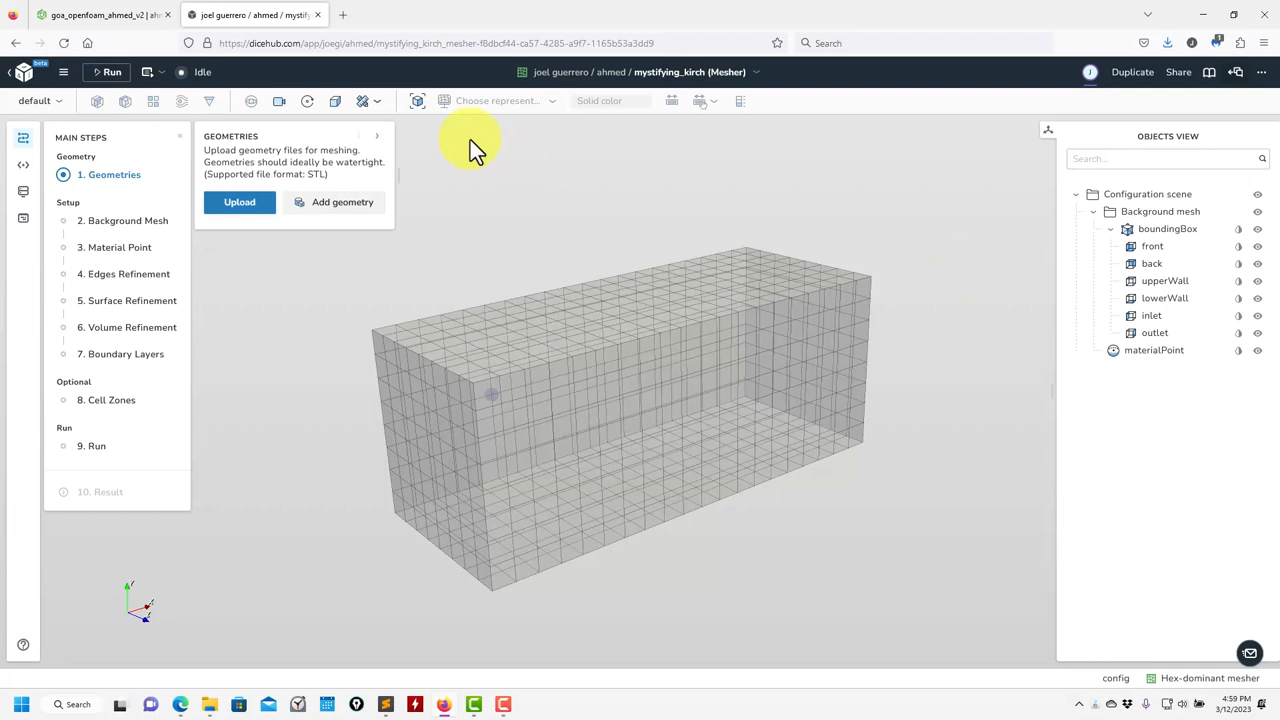 goa_openfoam_ahmed_v2 | ahm
joel guerrero / ahmed / mystify
https://dicehub.com/app/joegi/ahmed/mystifying_kirch_mesher-f8dbcf44-ca57-4285-a9f7-1165b53a3dd9
Search
beta
Run
Idle
joel guerrero / ahmed / mystifying_kirch (Mesher)
J
Duplicate
Share
default
Choose represent...
Solid color
MAIN STEPS
Geometry
1. Geometries
Setup
2. Background Mesh
3. Material Point
4. Edges Refinement
5. Surface Refinement
6. Volume Refinement
7. Boundary Layers
Optional
8. Cell Zones
Run
9. Run
10. Result
GEOMETRIES
Upload geometry files for meshing.
Geometries should ideally be watertight.
(Supported file format: STL)
Upload
Add geometry
OBJECTS VIEW
Search...
Configuration scene
Background mesh
boundingBox
front
back
upperWall
lowerWall
inlet
outlet
materialPoint
config
Hex-dominant mesher
Search
4:59 PM
3/12/2023